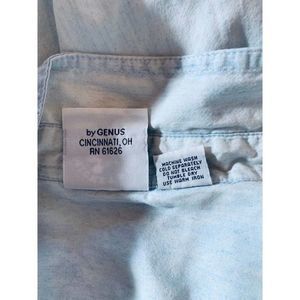 by GENUS
CINCINNATI, OH
RN 61626
MACHINE WASH
COLD SEPARATELY
DO NOT BLEACH
TUMBLE DRY
USE WARM IRON